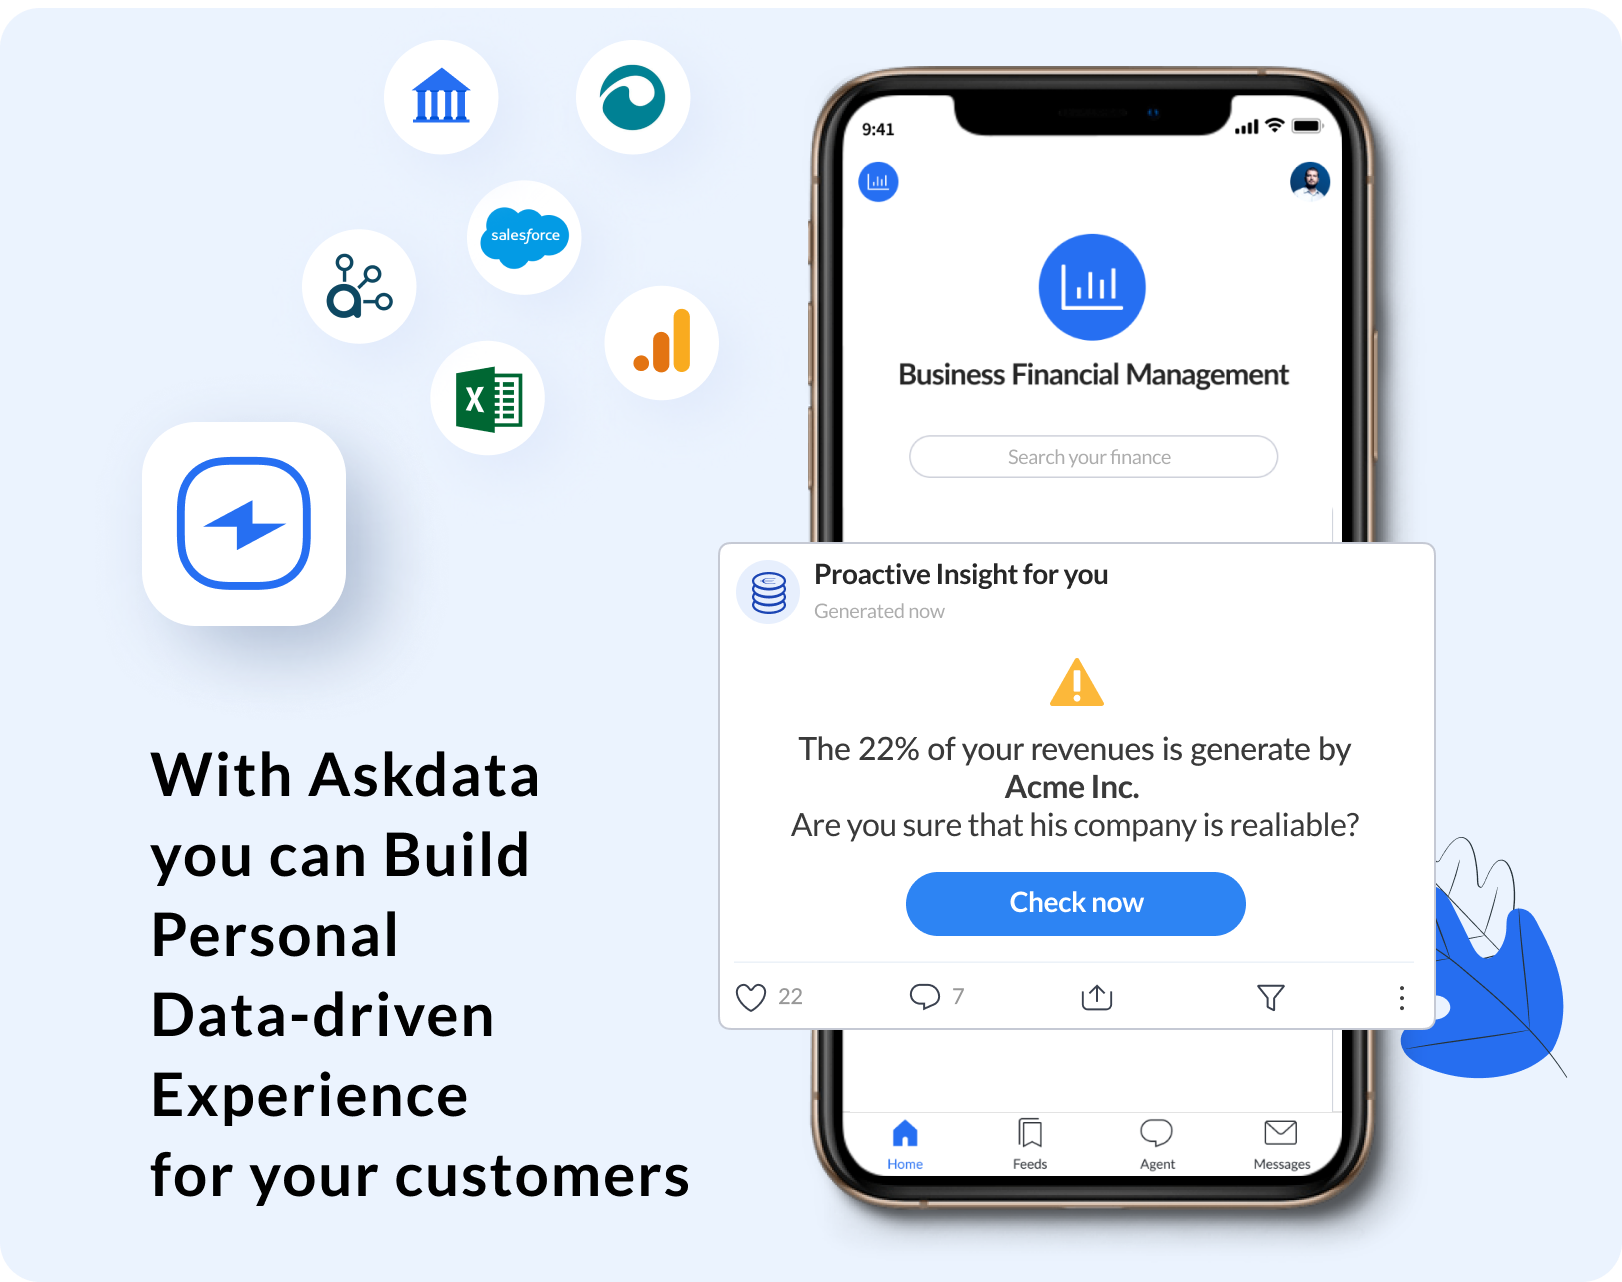 salesforce
X
With Askdata
you can Build
Personal
Data-driven
Experience
for your customers
9:41
Business Financial Management
Search your finance
Proactive Insight for you
Generated now
The 22% of your revenues is generate by
Acme Inc.
Are you sure that his company is realiable?
Check now
22
7
Home
Feeds
Agent
Messages